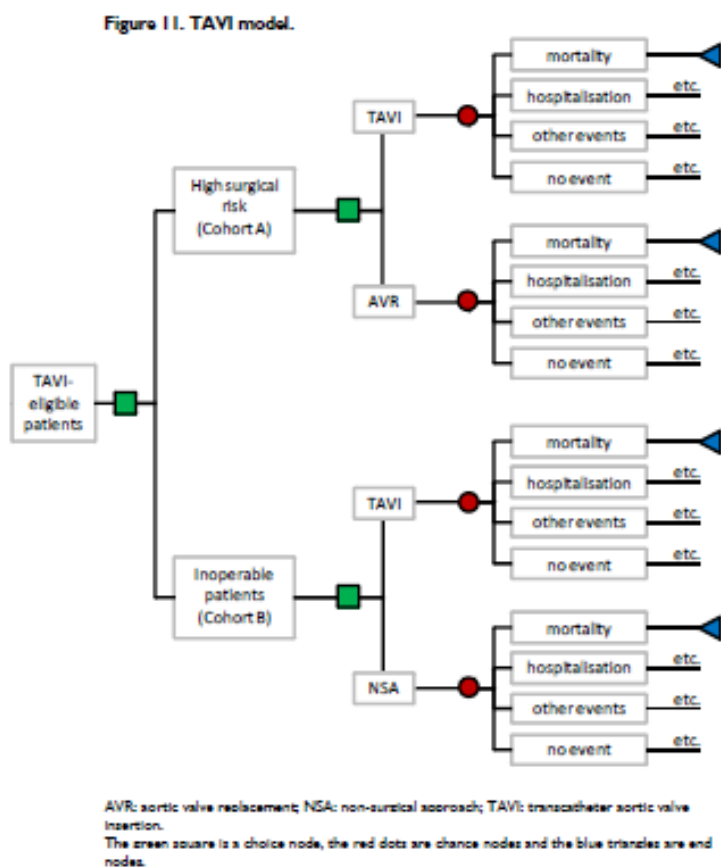 Figure 11. TAVI model.
mortality
etc.
hospitalisation
TAVI
etc.
other events
etc.
no event
High surgical
risk
(Cohort A)
mortality
etc.
hospitalisation
AVR
etc.
other events
etc.
no event
TAVI-
eligible
patients
mortality
etc.
hospitalisation
TAVI
etc.
other events
etc.
no event
Inoperable
patients
(Cohort B)
mortality
etc.
hospitalisation
NSA
etc.
other events
etc.
no event
AVR: aortic valve replacement; NSA: non-surgical approach; TAVI: transcatheter aortic valve
insertion.
The green square is a choice node, the red dots are chance nodes and the blue triangles are end
nodes.